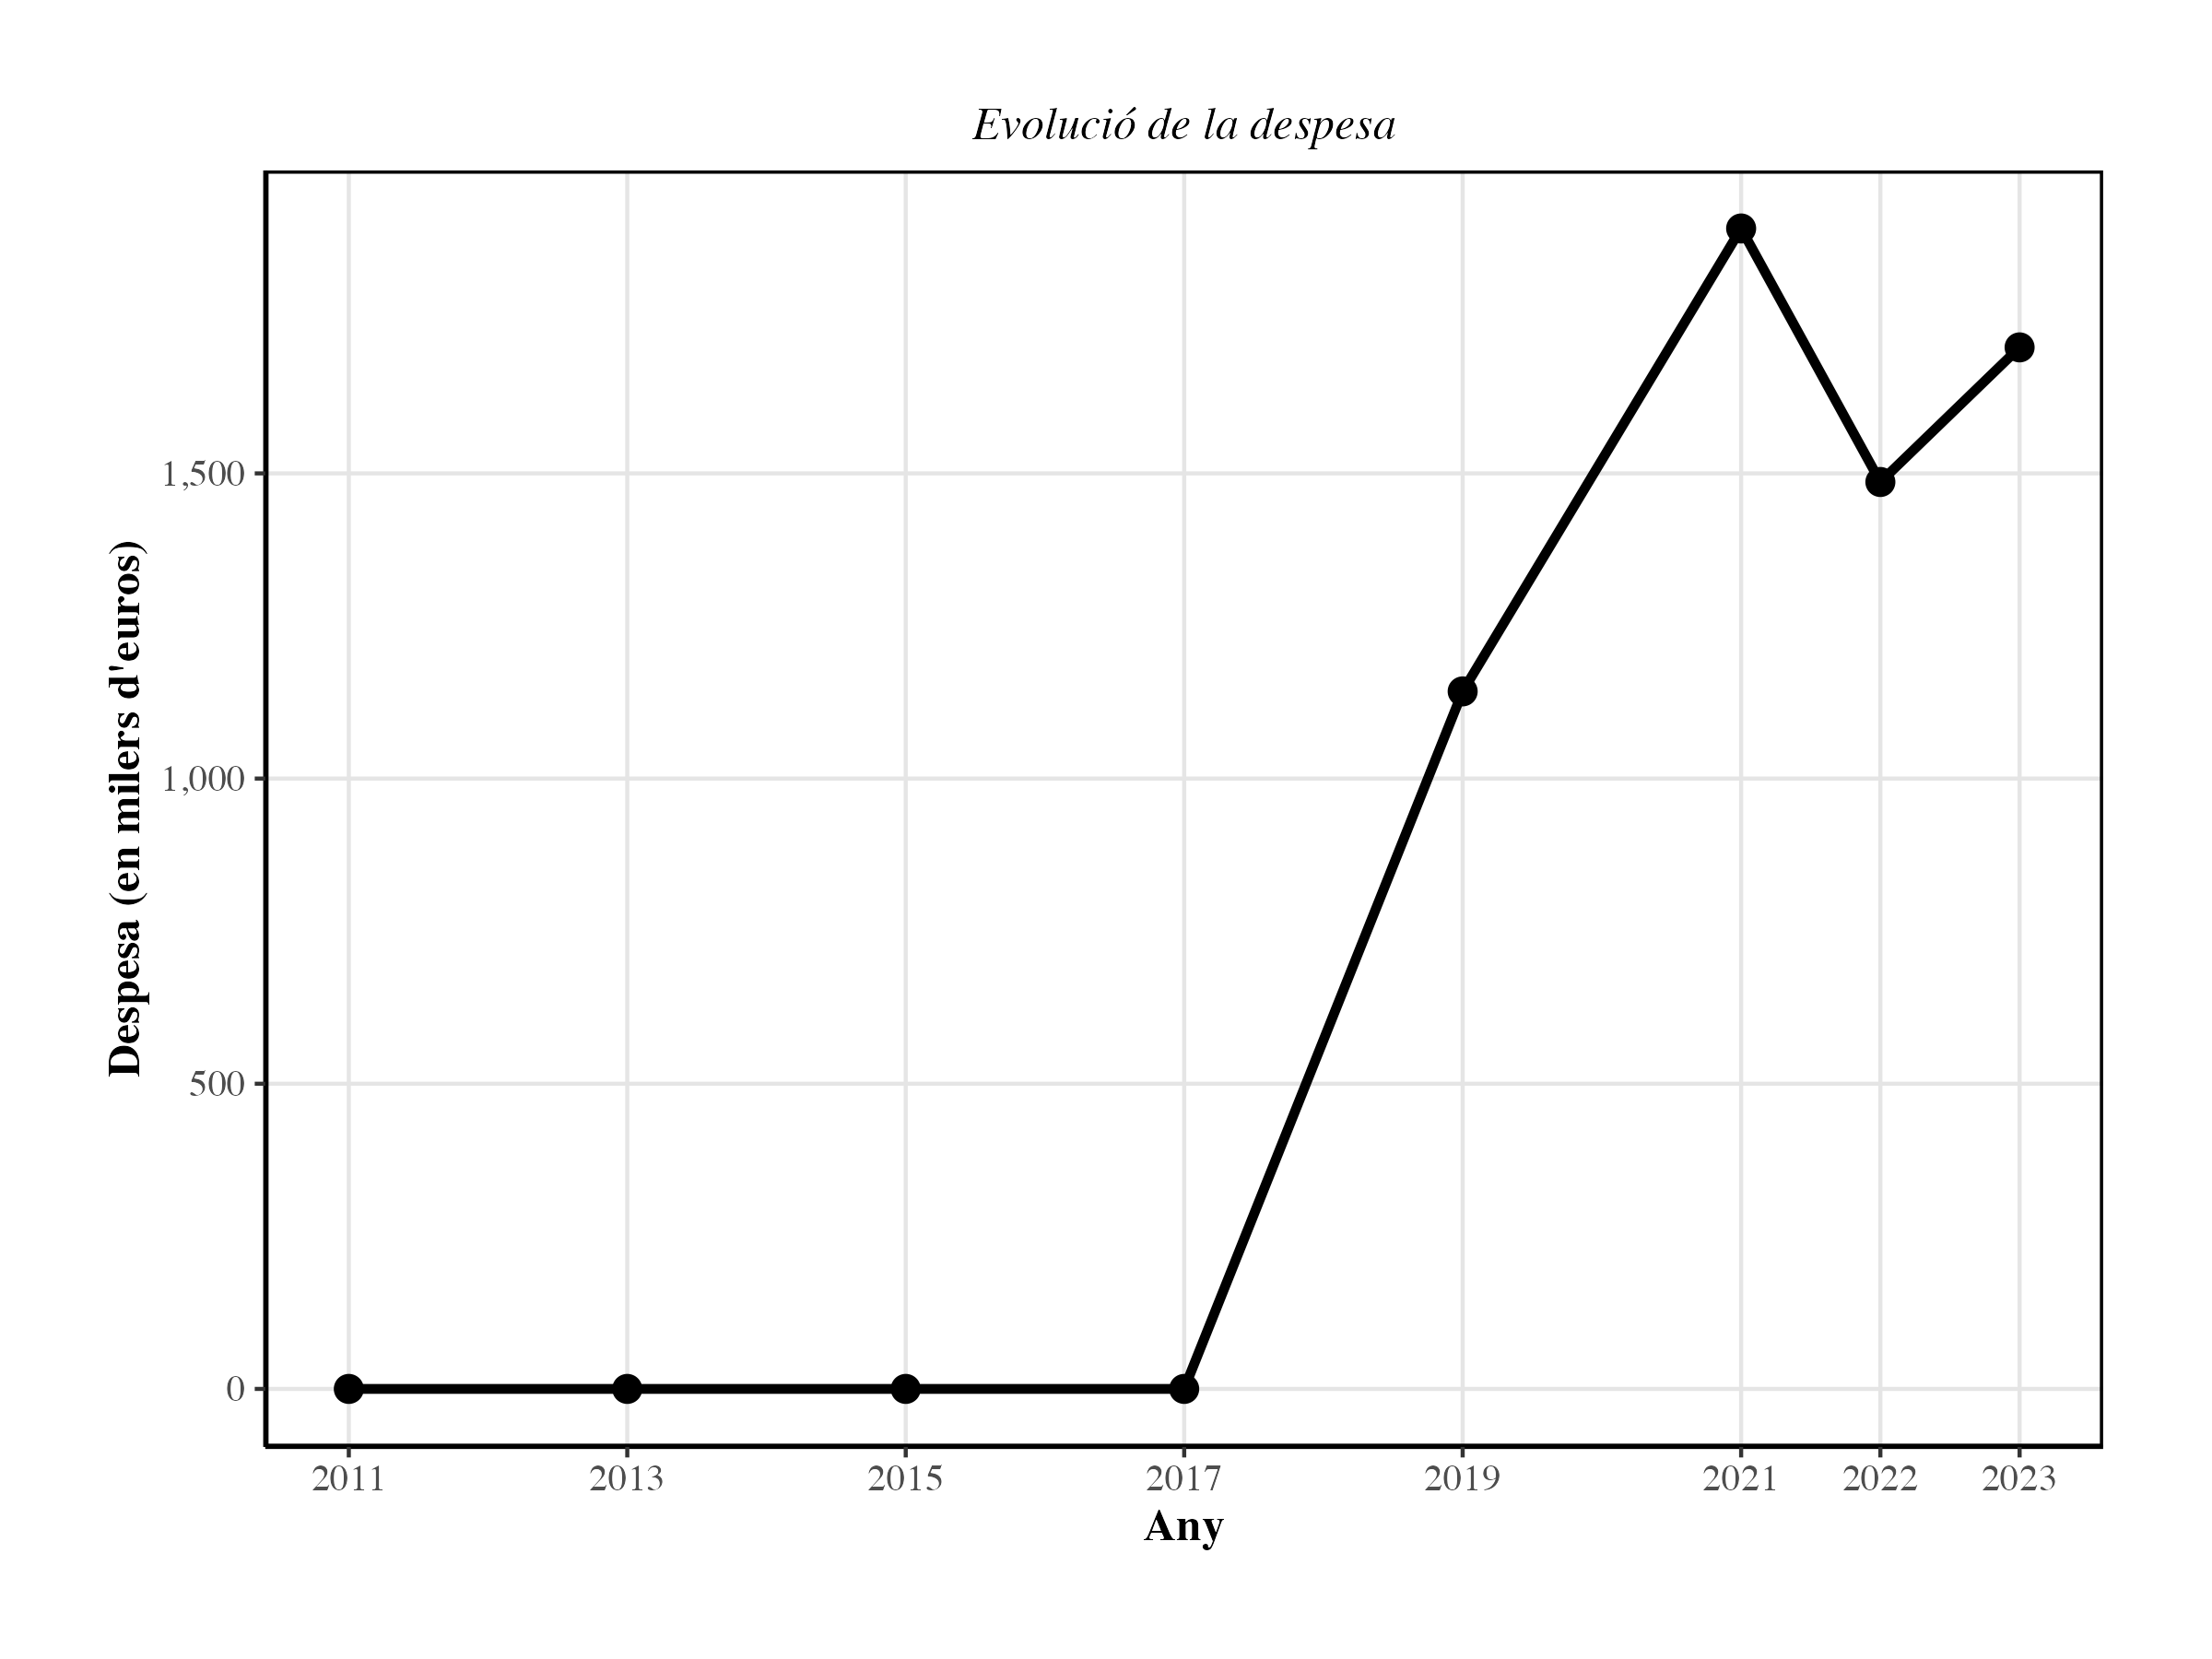 Evolució de la despesa
Despesa (en milers d'euros)
1,500
1,000
500
0
2011 2013 2015 2017 2019 2021 2022 2023
Any